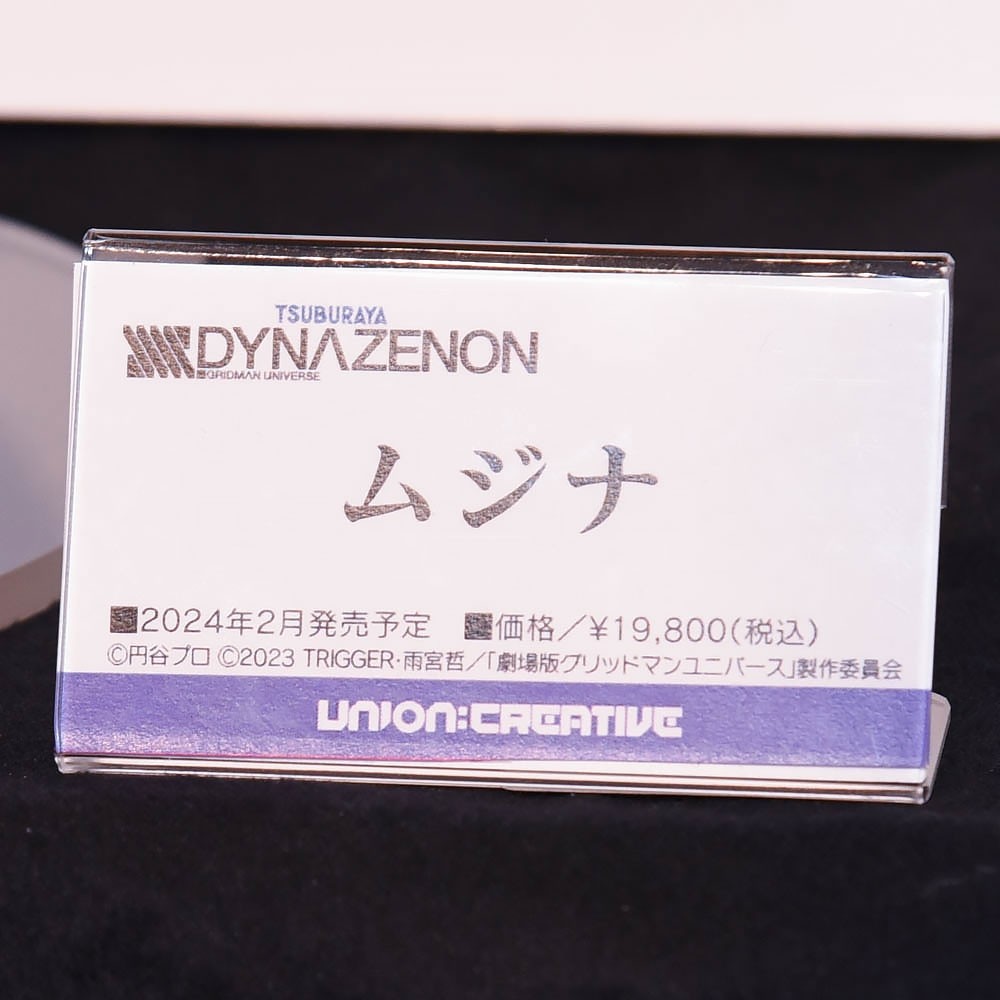 TSUBURAYA
DYNAZENON
GRIDMAN UNIVERSE
ムジナ
■2024年2月発売予定 ■価格/¥19,800(税込)
©円谷プロ ©2023 TRIGGER・雨宮哲/「劇場版グリッドマンユニバース」製作委員会
UNION:CREATIVE